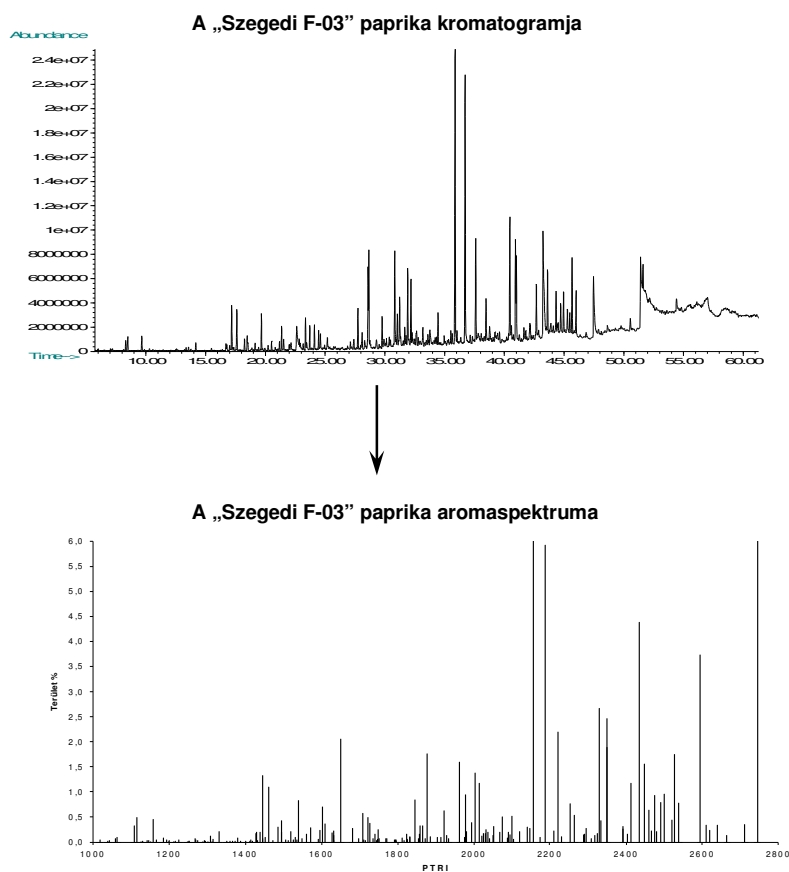 A „Szegedi F-03” paprika kromatogramja
Abundance
2.4e+07
2.2e+07
2e+07
1.8e+07
1.6e+07
1.4e+07
1.2e+07
1e+07
8000000
6000000
4000000
2000000
0
Time-->
10.00 15.00 20.00 25.00 30.00 35.00 40.00 45.00 50.00 55.00 60.00
A „Szegedi F-03” paprika aromaspektruma
6,0
5,5
5,0
4,5
4,0
3,5
3,0
2,5
2,0
1,5
1,0
0,5
0,0
Terület %
1000 1200 1400 1600 1800 2000 2200 2400 2600 2800
PTRI